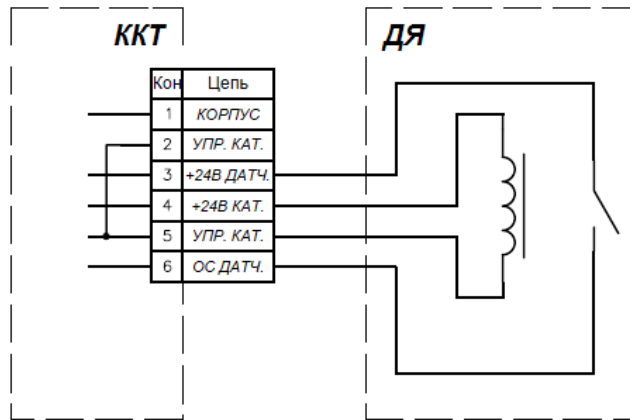 ККТ
ДЯ
Кон Цепь
1 КОРПУС
2 УПР. КАТ.
3 +24В ДАТЧ.
4 +24В КАТ.
5 УПР. КАТ.
6 ОС ДАТЧ.